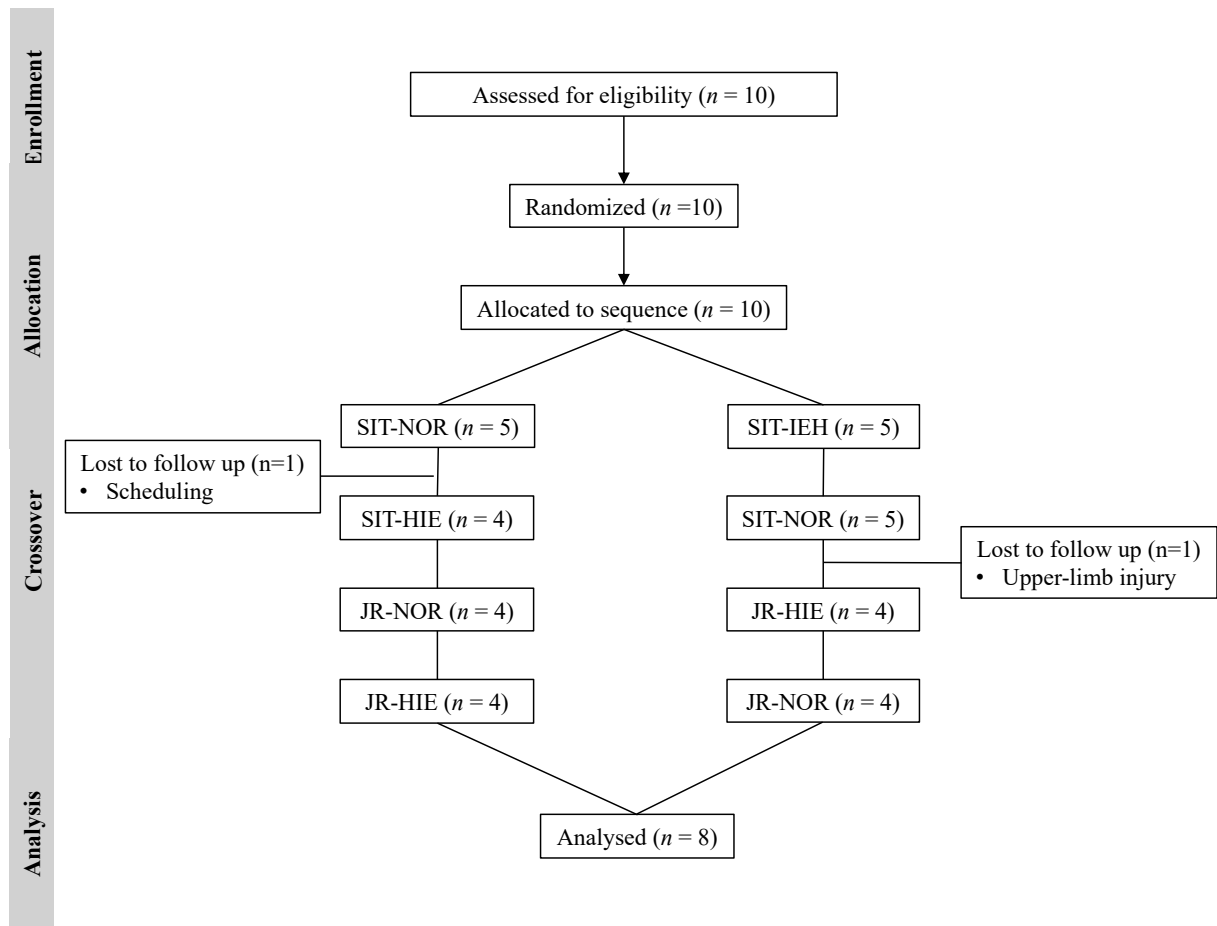 Enrollment
Assessed for eligibility (n = 10)
Randomized (n =10)
Allocation
Allocated to sequence (n = 10)
SIT-NOR (n = 5)
SIT-IEH (n = 5)
Crossover
Lost to follow up (n=1)
• Scheduling
SIT-HIE (n = 4)
SIT-NOR (n = 5)
Lost to follow up (n=1)
• Upper-limb injury
JR-NOR (n = 4)
JR-HIE (n = 4)
JR-HIE (n = 4)
JR-NOR (n = 4)
Analysis
Analysed (n = 8)